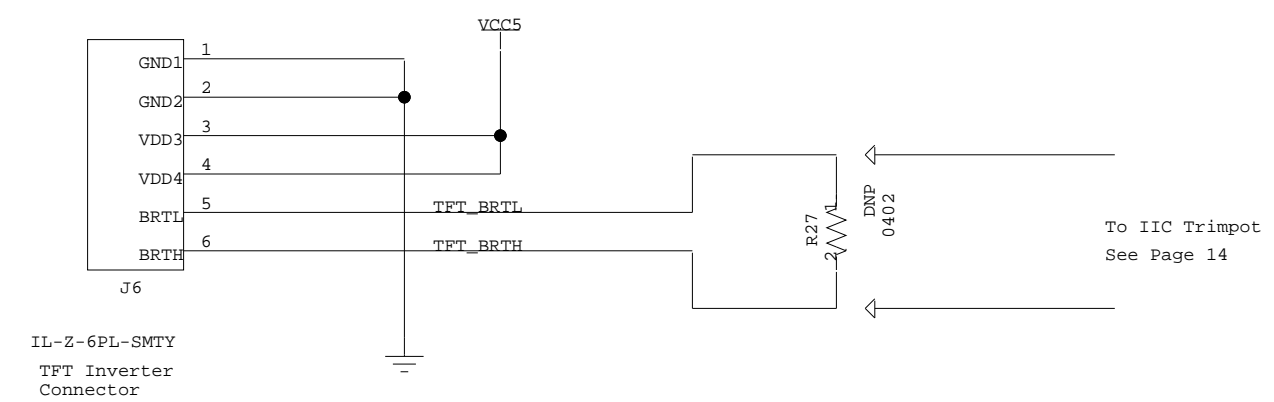 VCC5
GND1 1
GND2 2
VDD3 3
VDD4 4
BRTL 5 TFT_BRTL
BRTH 6 TFT_BRTH
J6
IL-Z-6PL-SMTY
TFT Inverter
Connector
R27
1
2
DNP
0402
To IIC Trimpot
See Page 14